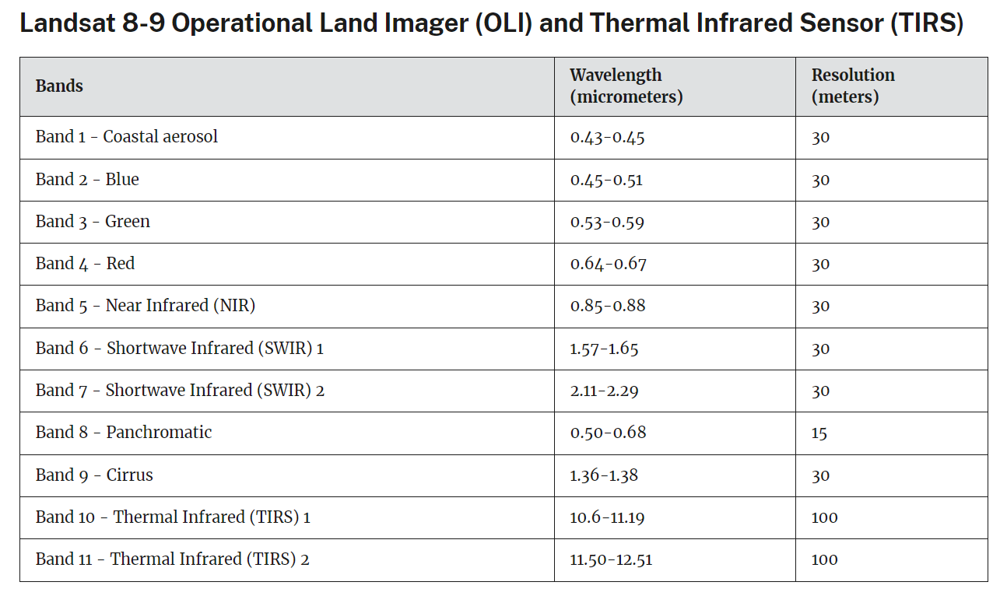 Landsat 8-9 Operational Land Imager (OLI) and Thermal Infrared Sensor (TIRS)
Bands Wavelength (micrometers) Resolution (meters)
Band 1 - Coastal aerosol 0.43-0.45 30
Band 2 - Blue 0.45-0.51 30
Band 3 - Green 0.53-0.59 30
Band 4 - Red 0.64-0.67 30
Band 5 - Near Infrared (NIR) 0.85-0.88 30
Band 6 - Shortwave Infrared (SWIR) 1 1.57-1.65 30
Band 7 - Shortwave Infrared (SWIR) 2 2.11-2.29 30
Band 8 - Panchromatic 0.50-0.68 15
Band 9 - Cirrus 1.36-1.38 30
Band 10 - Thermal Infrared (TIRS) 1 10.6-11.19 100
Band 11 - Thermal Infrared (TIRS) 2 11.50-12.51 100